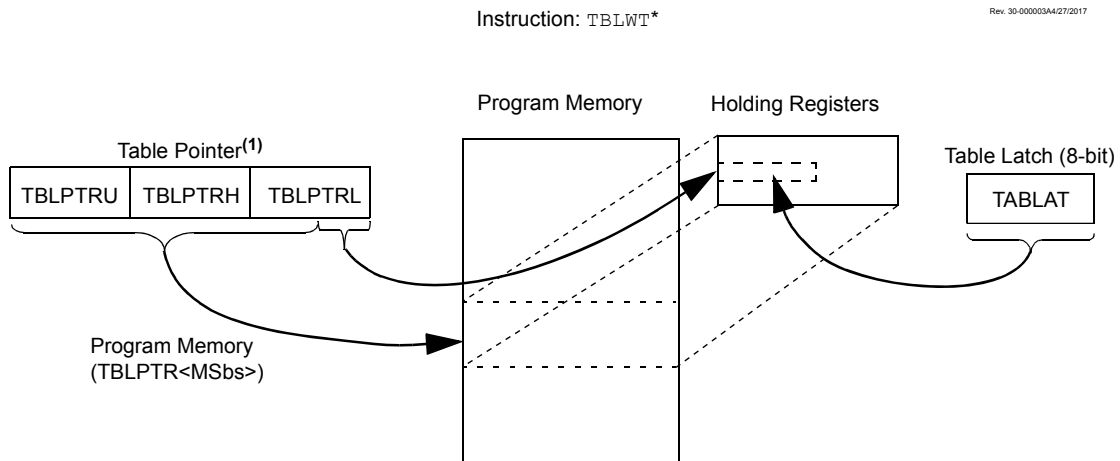 Instruction: TBLWT*
Rev. 30-000003A4/27/2017
Program Memory
Holding Registers
Table Pointer(1)
Table Latch (8-bit)
TBLPTRU TBLPTRH TBLPTRL
TABLAT
Program Memory
(TBLPTR<MSbs>)